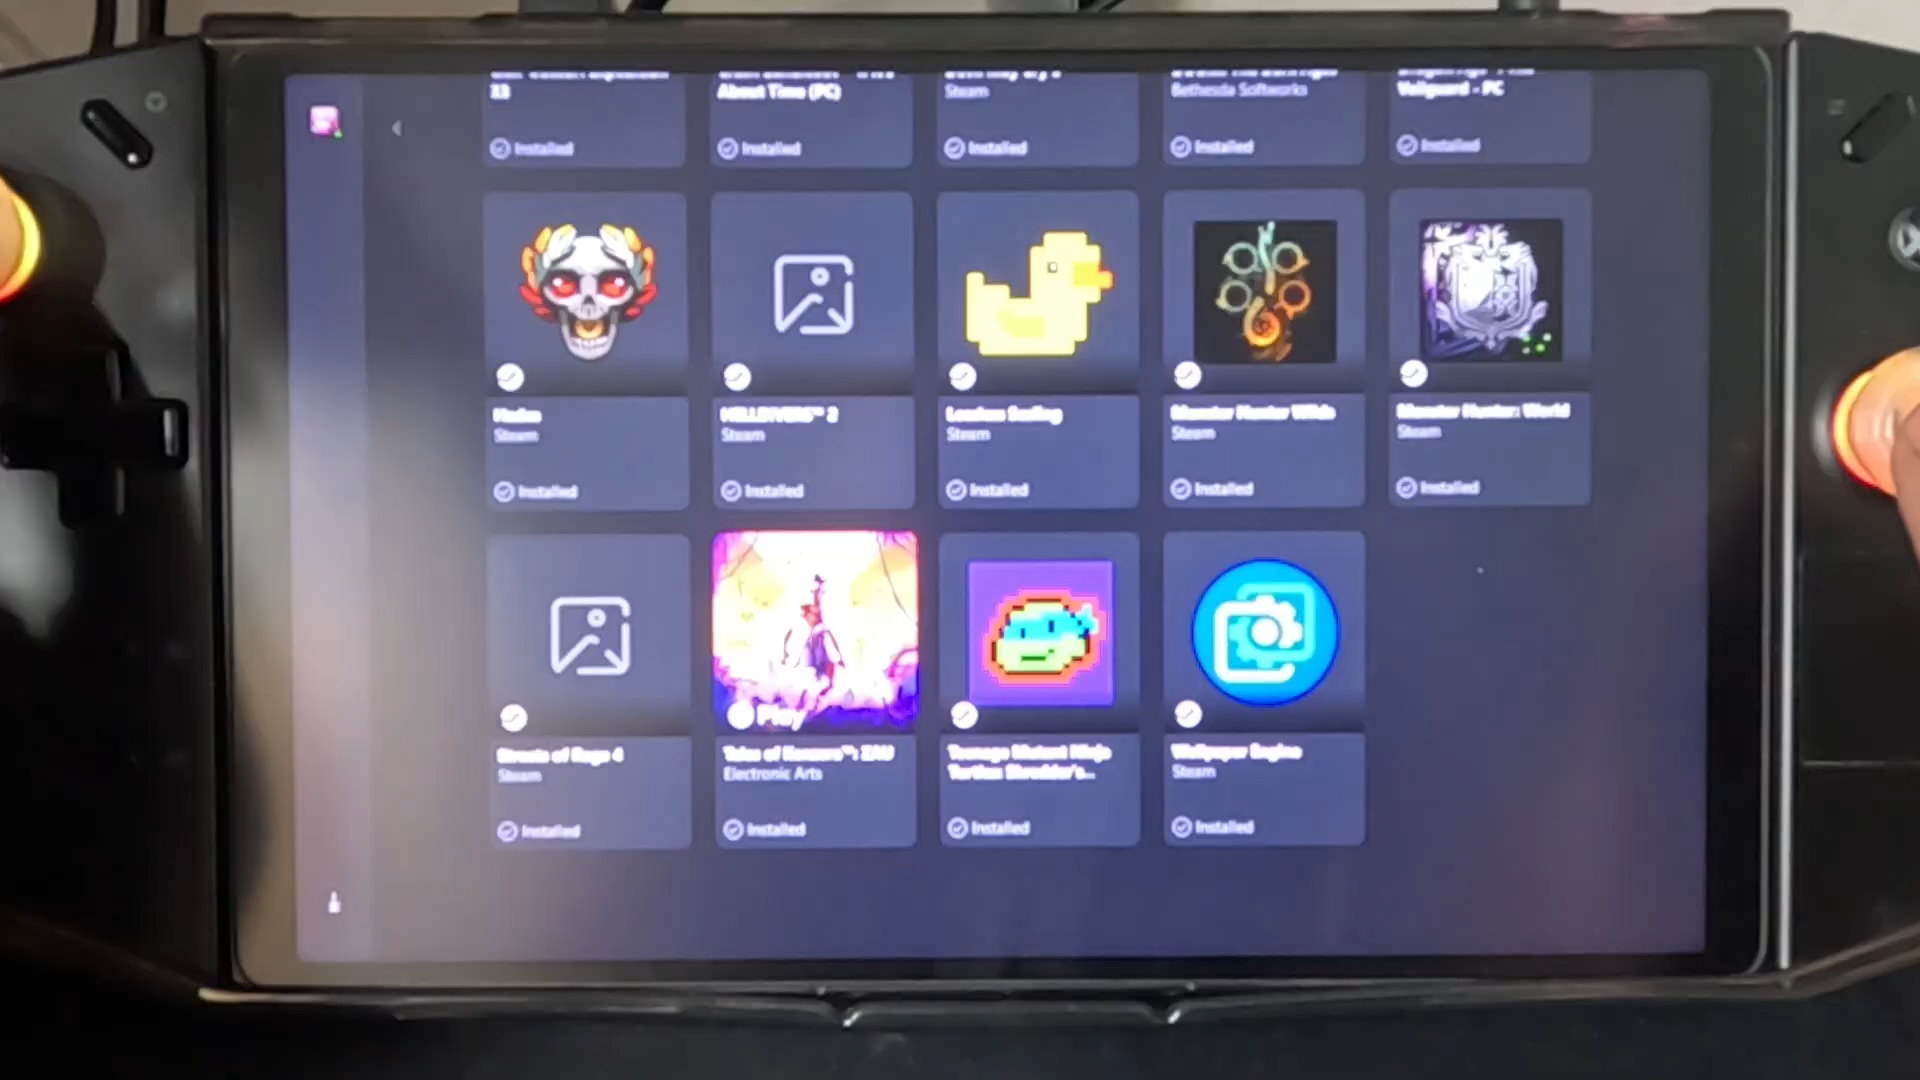 33
About Time (PC)
Steam
Bethesda Softworks
Veilguard - PC
Installed
Installed
Installed
Installed
Installed
Hades
Steam
Installed
HELLDIVERS™ 2
Steam
Installed
Steam
Installed
Monster Hunter Wilds
Steam
Installed
Monster Hunter: World
Steam
Installed
Streets of Rage 4
Steam
Installed
Play
Tales of Kenzera™: ZAU
Electronic Arts
Installed
Teenage Mutant Ninja
Turtles: Shredder's...
Installed
Wallpaper Engine
Steam
Installed